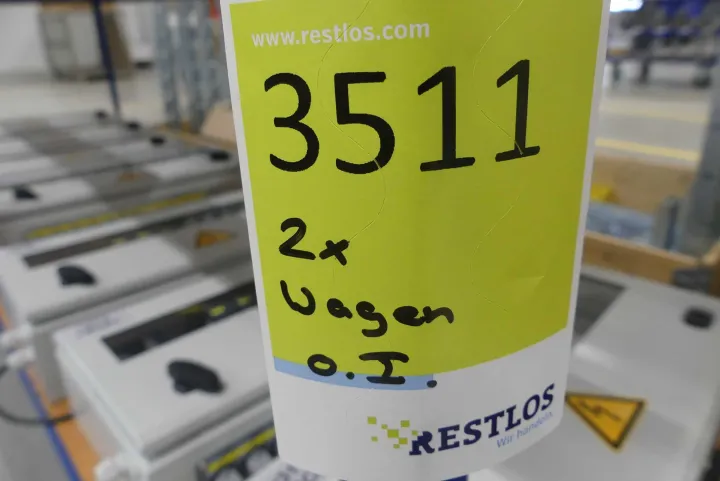 www.restlos.com
3511
2x
Wagen
o.I.
RESTLOS
Wir handeln